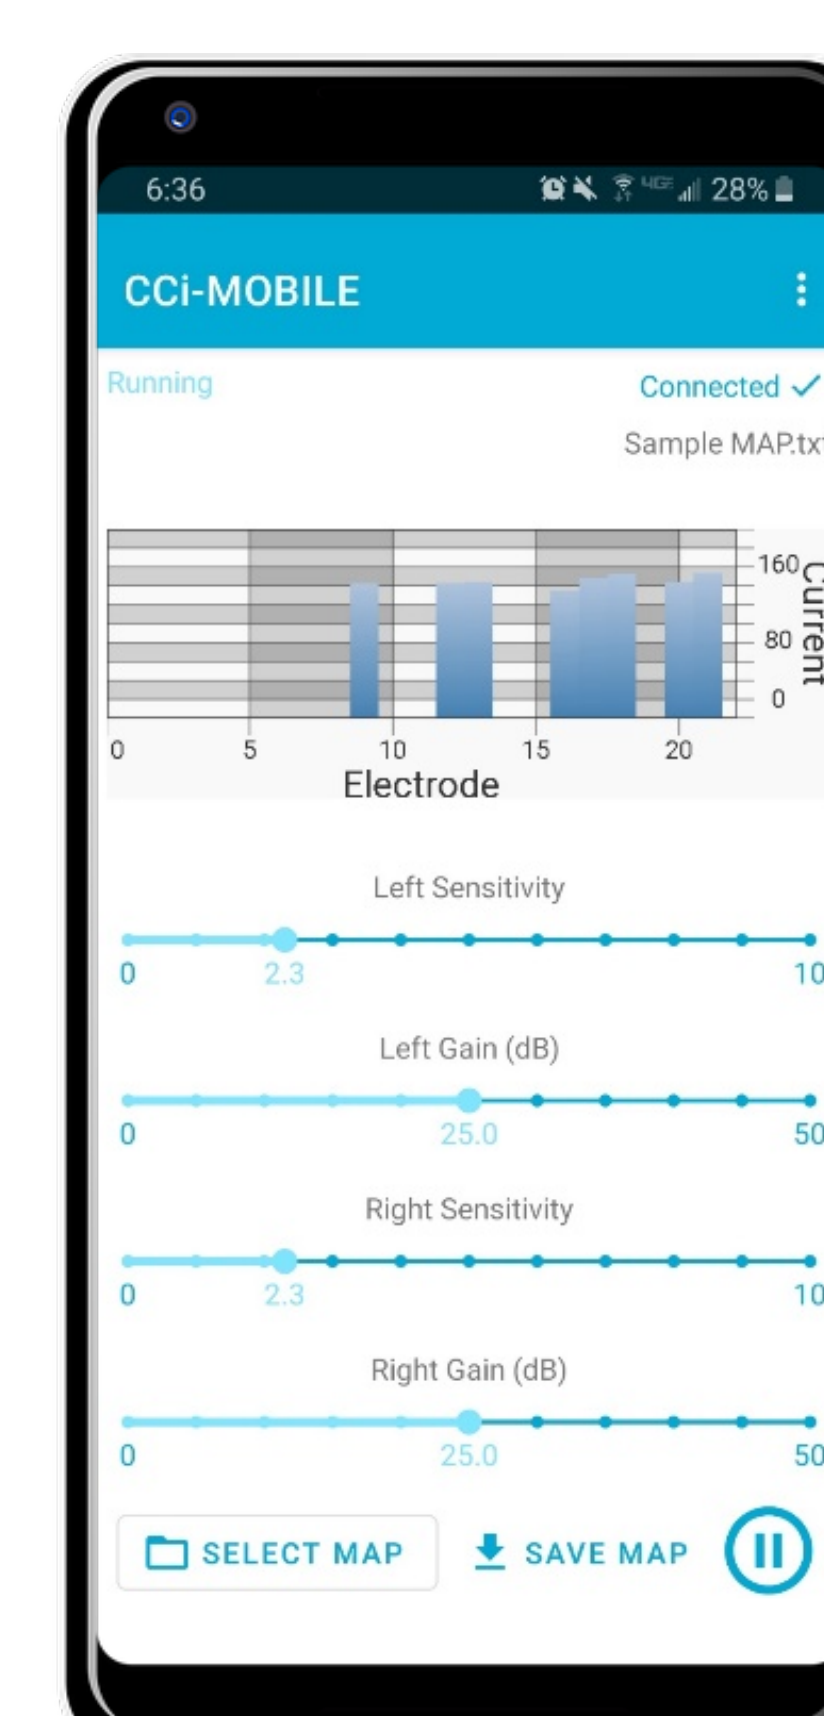 6:36 4GE 28%
CCi-MOBILE
Running Connected
Sample MAP.txt
160
80
0
Current
0 5 10 15 20
Electrode
Left Sensitivity
0 2.3 10
Left Gain (dB)
0 25.0 50
Right Sensitivity
0 2.3 10
Right Gain (dB)
0 25.0 50
SELECT MAP SAVE MAP